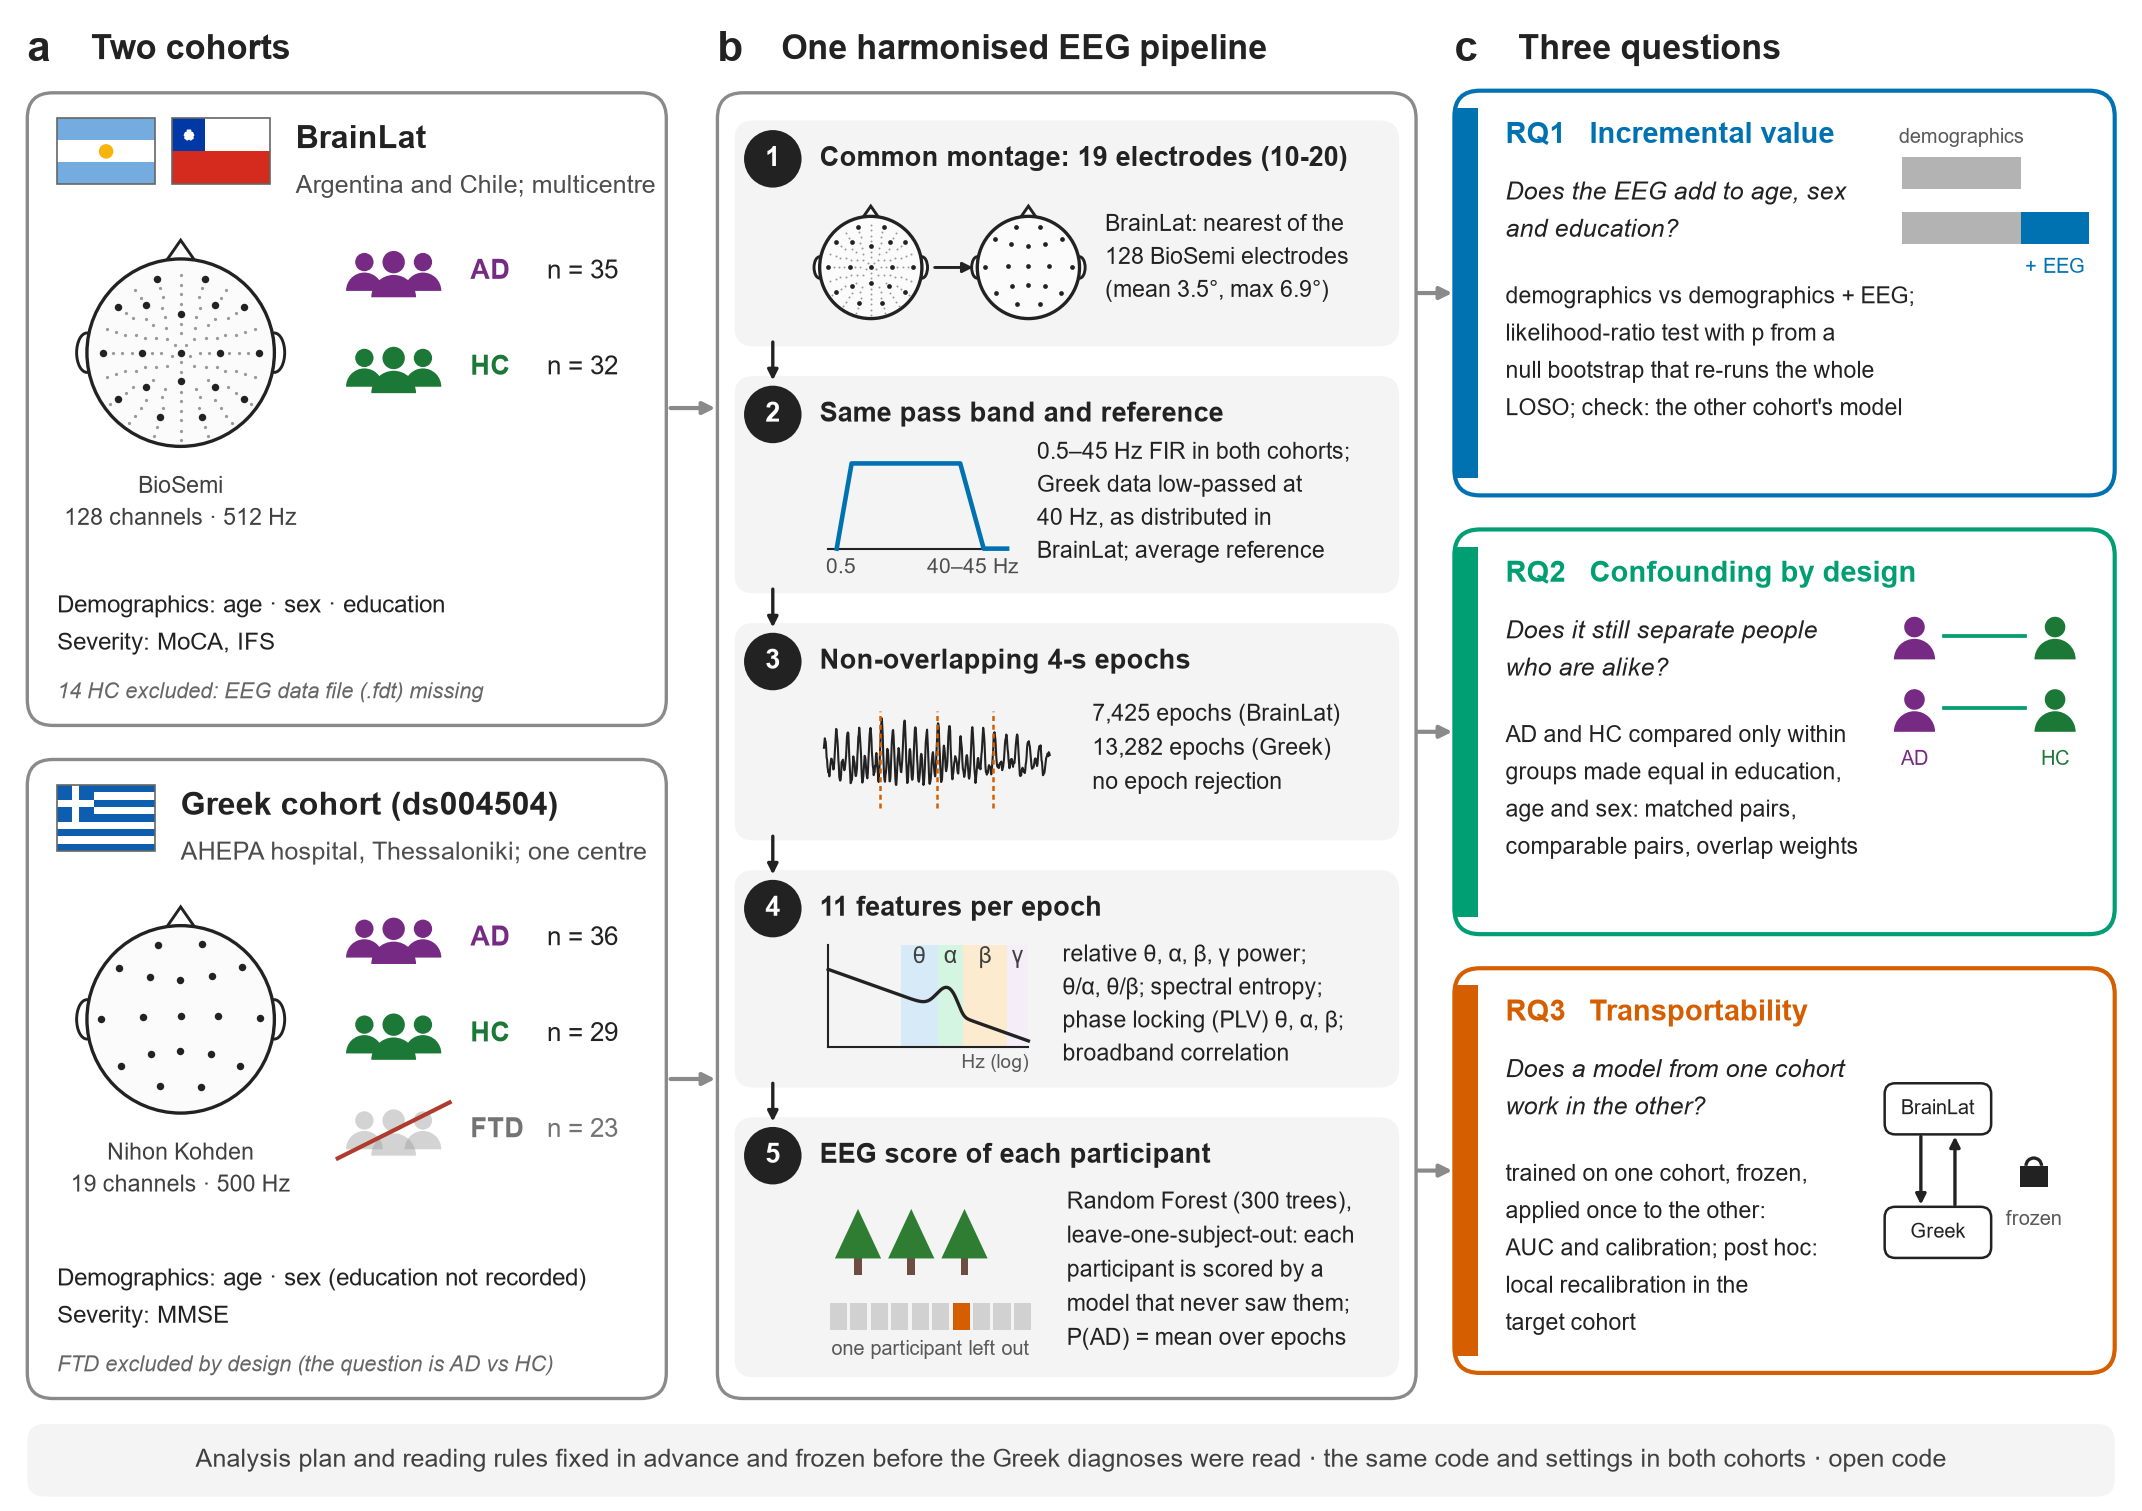 a Two cohorts
BrainLat
Argentina and Chile; multicentre
AD n = 35
HC n = 32
BioSemi
128 channels · 512 Hz
Demographics: age · sex · education
Severity: MoCA, IFS
14 HC excluded: EEG data file (.fdt) missing
Greek cohort (ds004504)
AHEPA hospital, Thessaloniki; one centre
AD n = 36
HC n = 29
FTD n = 23
Nihon Kohden
19 channels · 500 Hz
Demographics: age · sex (education not recorded)
Severity: MMSE
FTD excluded by design (the question is AD vs HC)
b One harmonised EEG pipeline
1 Common montage: 19 electrodes (10-20)
BrainLat: nearest of the
128 BioSemi electrodes
(mean 3.5°, max 6.9°)
2 Same pass band and reference
0.5–45 Hz FIR in both cohorts;
Greek data low-passed at
40 Hz, as distributed in
BrainLat; average reference
0.5 40–45 Hz
3 Non-overlapping 4-s epochs
7,425 epochs (BrainLat)
13,282 epochs (Greek)
no epoch rejection
4 11 features per epoch
θ α β γ
Hz (log)
relative θ, α, β, γ power;
θ/α, θ/β; spectral entropy;
phase locking (PLV) θ, α, β;
broadband correlation
5 EEG score of each participant
Random Forest (300 trees),
leave-one-subject-out: each
participant is scored by a
model that never saw them;
P(AD) = mean over epochs
one participant left out
c Three questions
RQ1 Incremental value
demographics
+ EEG
Does the EEG add to age, sex
and education?
demographics vs demographics + EEG;
likelihood-ratio test with p from a
null bootstrap that re-runs the whole
LOSO; check: the other cohort's model
RQ2 Confounding by design
Does it still separate people
who are alike?
AD HC
AD and HC compared only within
groups made equal in education,
age and sex: matched pairs,
comparable pairs, overlap weights
RQ3 Transportability
Does a model from one cohort
work in the other?
BrainLat
Greek
frozen
trained on one cohort, frozen,
applied once to the other:
AUC and calibration; post hoc:
local recalibration in the
target cohort
Analysis plan and reading rules fixed in advance and frozen before the Greek diagnoses were read · the same code and settings in both cohorts · open code